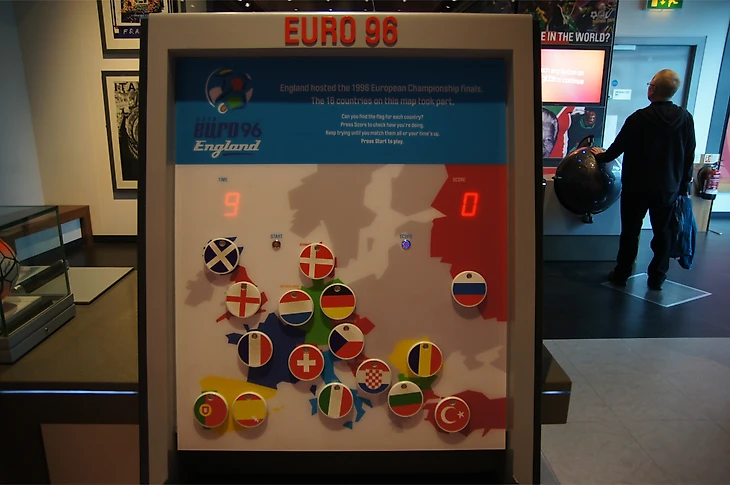 EURO 96
England hosted the 1996 European Championship finals.
The 16 countries on this map took part.
Can you find the flag for each country?
Press Score to check how you're doing.
Keep trying until you match them all or your time's up.
Press Start to play.
euro 96
England
TIME
SCORE
9
0
START
SCORE
E IN THE WORLD?